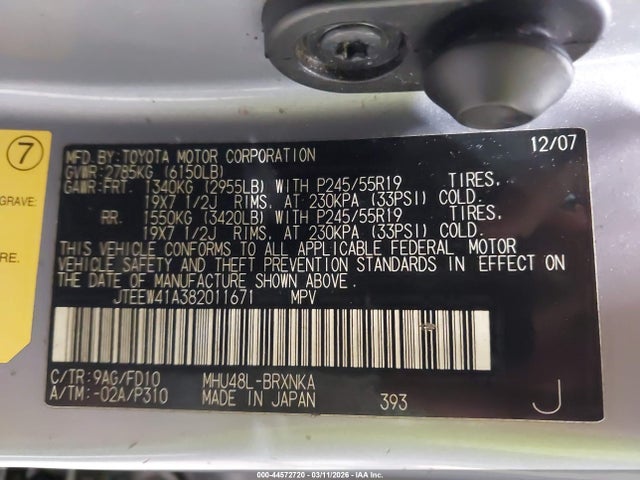 7
GRAVE:
RE.
MFD.BY:TOYOTA MOTOR CORPORATION 12/07
GVWR:2785KG (6150LB)
GAWR:FRT. 1340KG (2955LB) WITH P245/55R19 TIRES,
19X7 1/2J RIMS, AT 230KPA (33PSI) COLD.
RR. 1550KG (3420LB) WITH P245/55R19 TIRES,
19X7 1/2J RIMS, AT 230KPA (33PSI) COLD.
THIS VEHICLE CONFORMS TO ALL APPLICABLE FEDERAL MOTOR
VEHICLE SAFETY AND THEFT PREVENTION STANDARDS IN EFFECT ON
THE DATE OF MANUFACTURE SHOWN ABOVE.
JTEEW41A382011671 MPV
C/TR:9AG/FD10 MHU48L-BRXNKA
A/TM:-02A/P310 MADE IN JAPAN 393 J
000-44572720 - 03/11/2026 - IAA Inc.